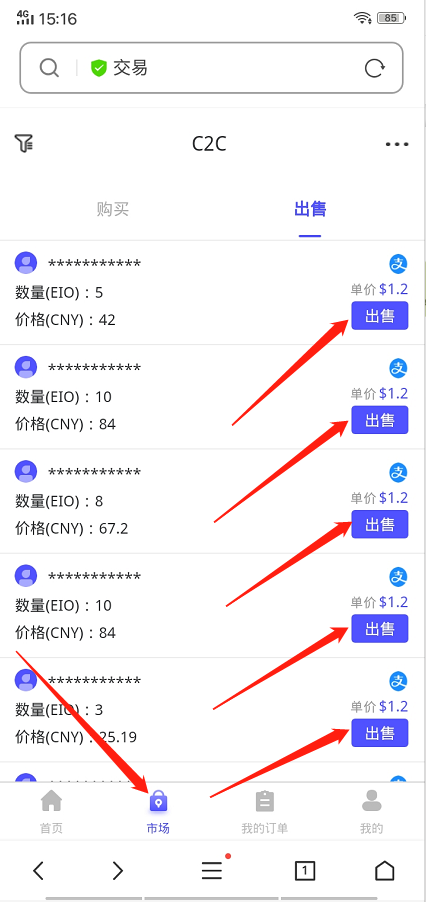 4G 15:16 85
交易
C2C
购买 出售
***********
数量(EIO)：5 单价 $1.2
价格(CNY)：42 出售
***********
数量(EIO)：10 单价 $1.2
价格(CNY)：84 出售
***********
数量(EIO)：8 单价 $1.2
价格(CNY)：67.2 出售
***********
数量(EIO)：10 单价 $1.2
价格(CNY)：84 出售
***********
数量(EIO)：3 单价 $1.2
价格(CNY)：25.19 出售
首页 市场 我的订单 我的
1